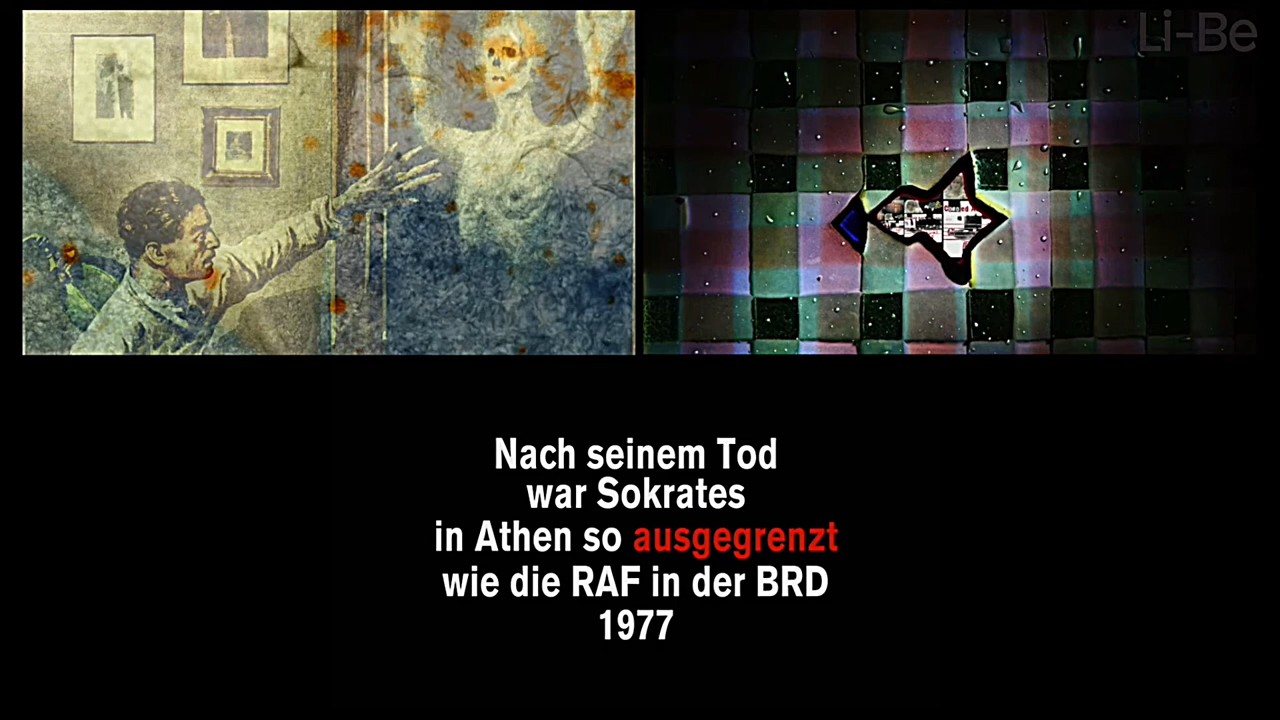 Li-Be
Nach seinem Tod
war Sokrates
in Athen so ausgegrenzt
wie die RAF in der BRD
1977